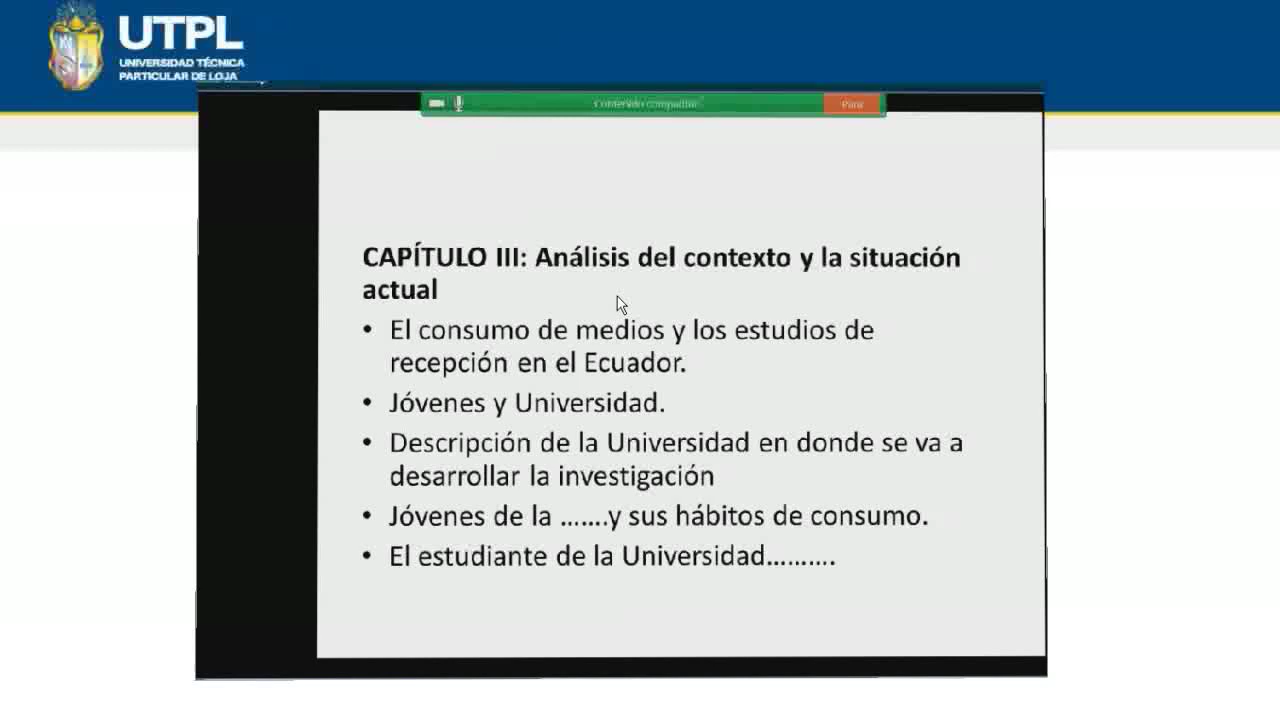 UTPL
UNIVERSIDAD TÉCNICA
PARTICULAR DE LOJA
Contenido compartido
CAPÍTULO III: Análisis del contexto y la situación
actual
• El consumo de medios y los estudios de
recepción en el Ecuador.
• Jóvenes y Universidad.
• Descripción de la Universidad en donde se va a
desarrollar la investigación
• Jóvenes de la …….y sus hábitos de consumo.
• El estudiante de la Universidad……….